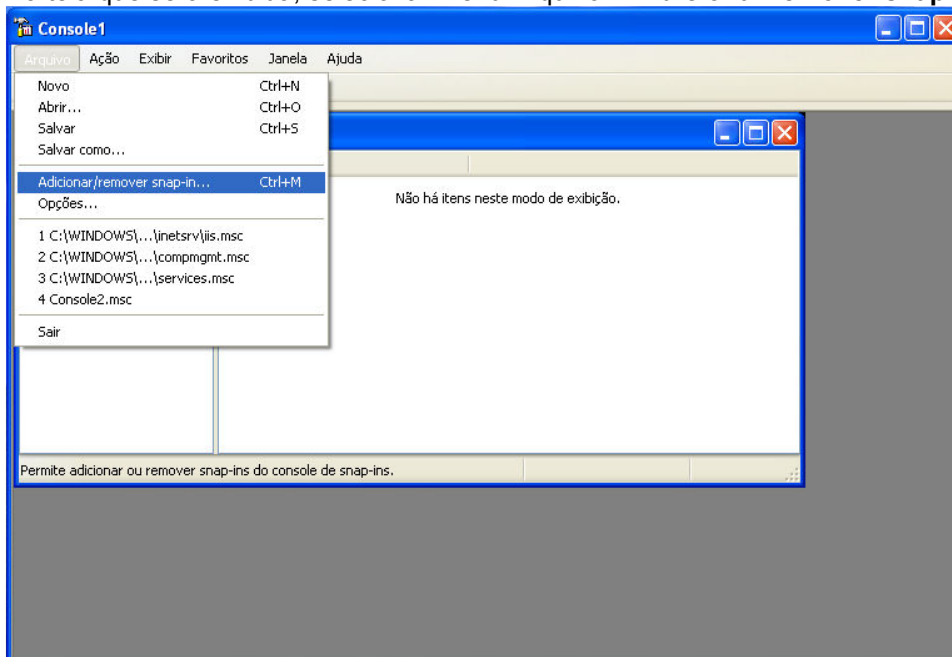 Console1
Arquivo Ação Exibir Favoritos Janela Ajuda
Novo Ctrl+N
Abrir... Ctrl+O
Salvar Ctrl+S
Salvar como...
Adicionar/remover snap-in... Ctrl+M
Opções...
1 C:\WINDOWS\...\inetsrv\iis.msc
2 C:\WINDOWS\...\compmgmt.msc
3 C:\WINDOWS\...\services.msc
4 Console2.msc
Sair
Não há itens neste modo de exibição.
Permite adicionar ou remover snap-ins do console de snap-ins.